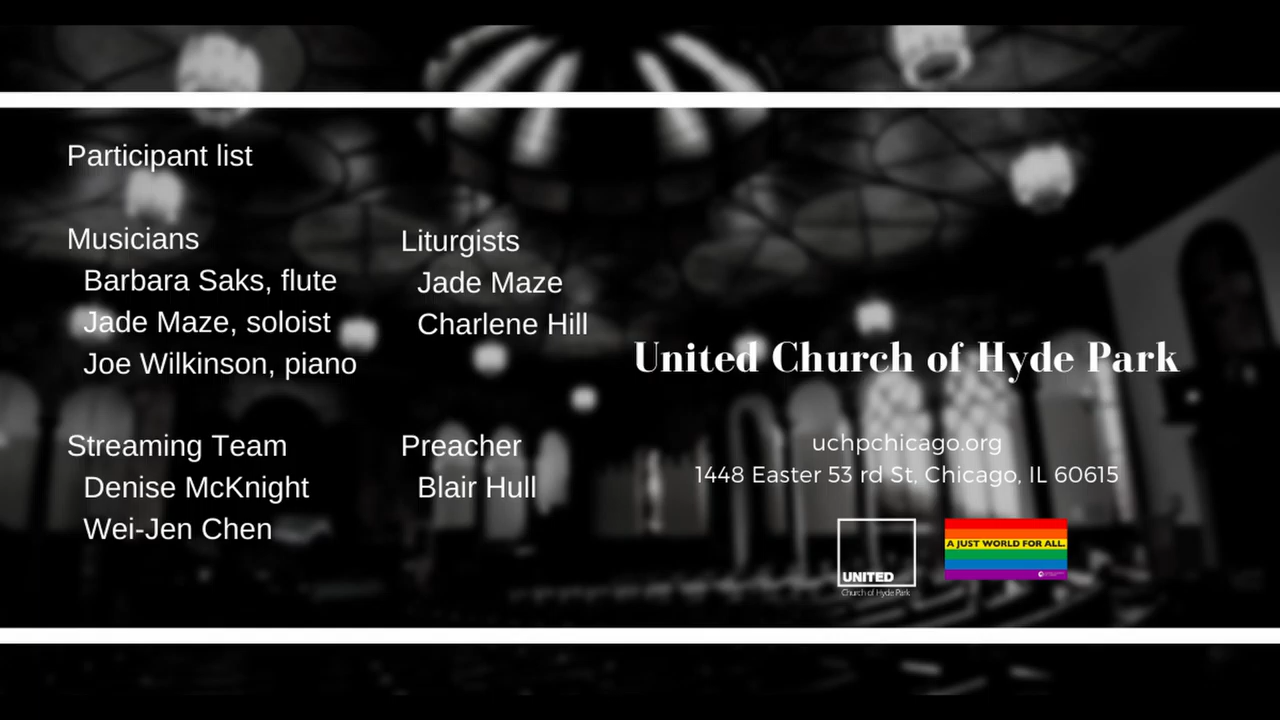 Participant list
Musicians
Barbara Saks, flute
Jade Maze, soloist
Joe Wilkinson, piano
Liturgists
Jade Maze
Charlene Hill
Streaming Team
Denise McKnight
Wei-Jen Chen
Preacher
Blair Hull
United Church of Hyde Park
uchpchicago.org
1448 Easter 53 rd St, Chicago, IL 60615
UNITED
Church of Hyde Park
A JUST WORLD FOR ALL.